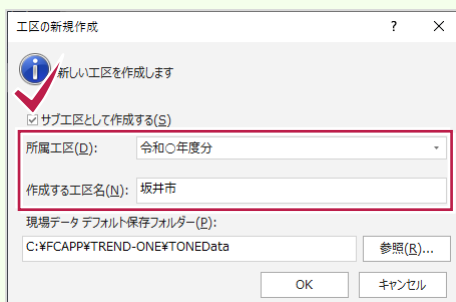 工区の新規作成
新しい工区を作成します
サブ工区として作成する(S)
所属工区(D): 令和○年度分
作成する工区名(N): 坂井市
現場データ デフォルト保存フォルダー(P):
C:¥FCAPP¥TREND-ONE¥TONEData 参照(R)...
OK キャンセル